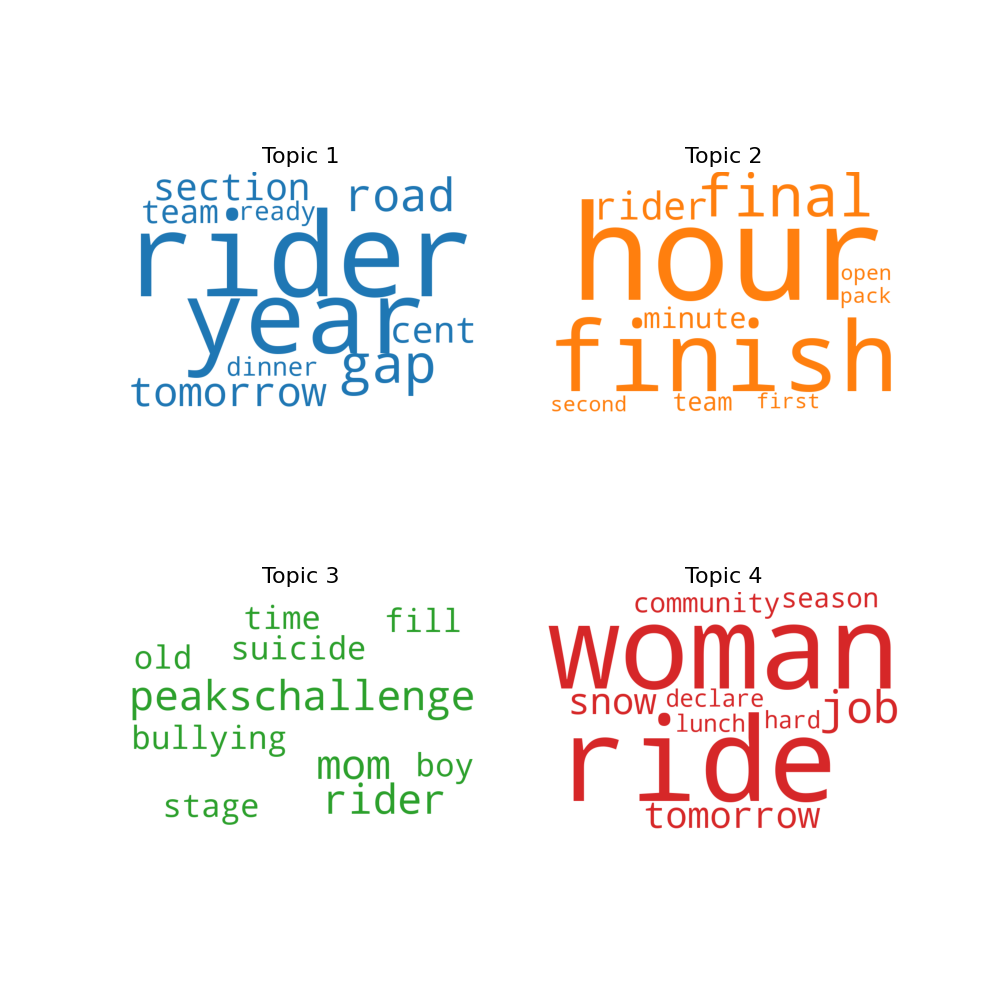 Topic 1
section
road
team ready
rider
year
cent
gap
dinner
tomorrow
Topic 2
final
rider
hour
open
pack
minute
finish
second team first
Topic 3
time fill
suicide
old
peakschallenge
bullying
mom boy
rider
stage
Topic 4
community season
woman
snow declare job
lunch hard
ride
tomorrow